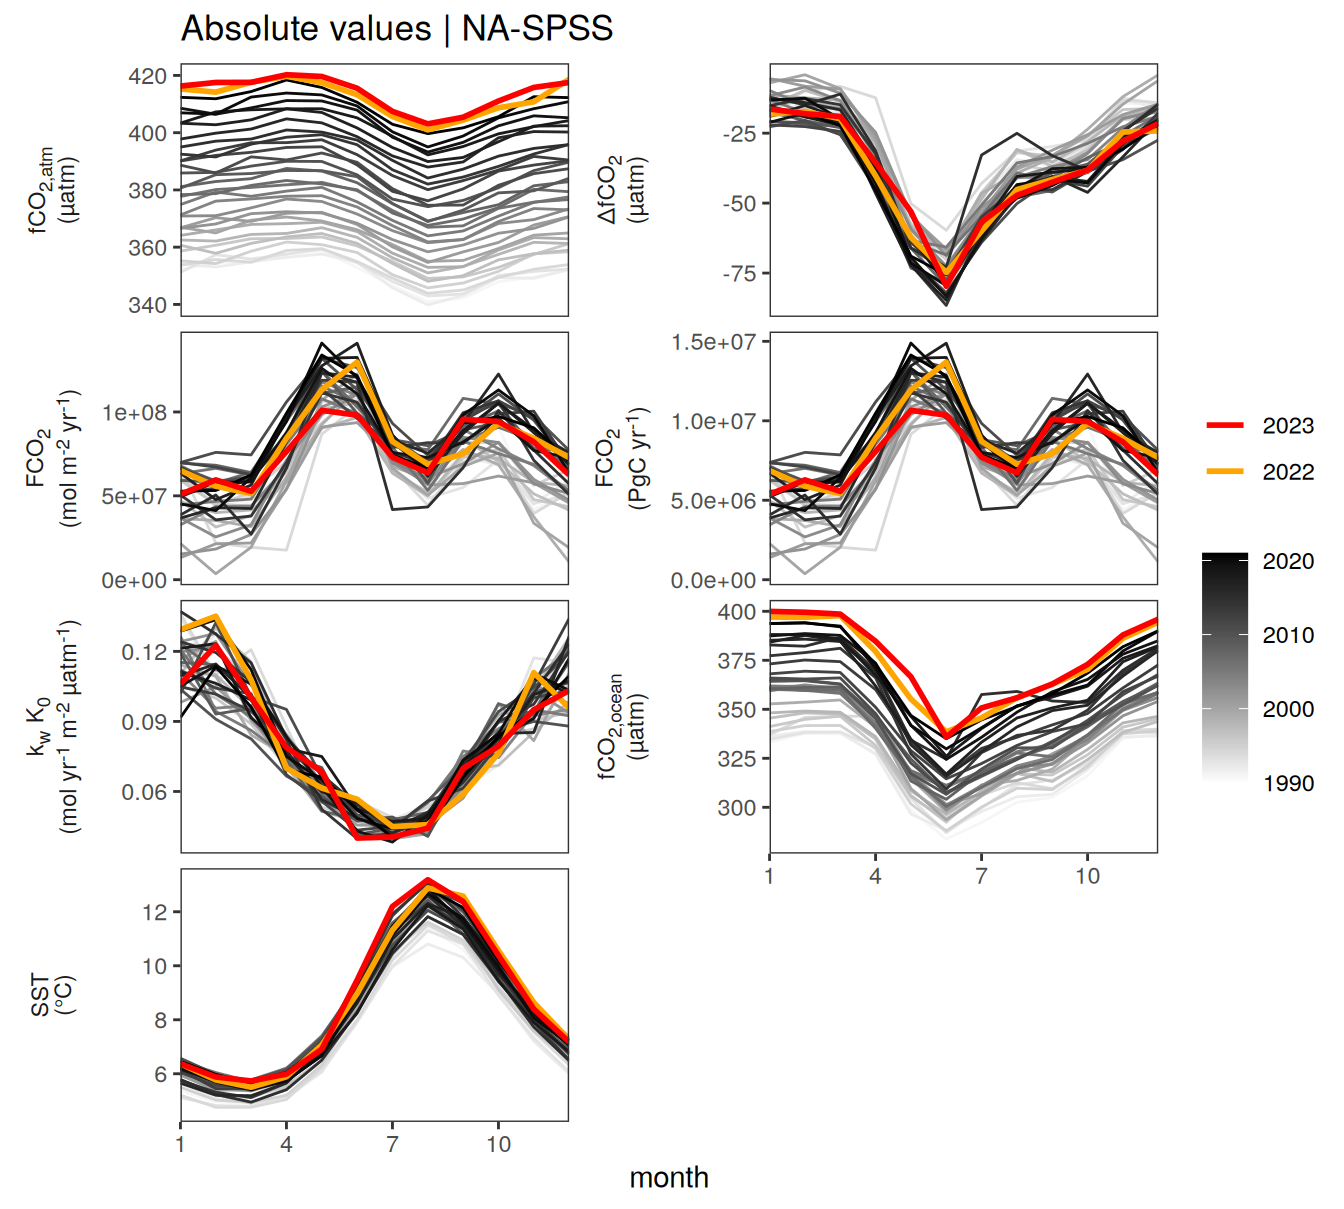 Absolute values | NA-SPSS
fCO2,atm
(µatm)
420
400
380
360
340
ΔfCO2
(µatm)
-25
-50
-75
FCO2
(mol m-2 yr-1)
1e+08
5e+07
0e+00
FCO2
(PgC yr-1)
1.5e+07
1.0e+07
5.0e+06
0.0e+00
kw K0
(mol yr-1 m-2 µatm-1)
0.12
0.09
0.06
fCO2,ocean
(µatm)
400
375
350
325
300
1 4 7 10
SST
(°C)
12
10
8
6
1 4 7 10
month
2023
2022
2020
2010
2000
1990